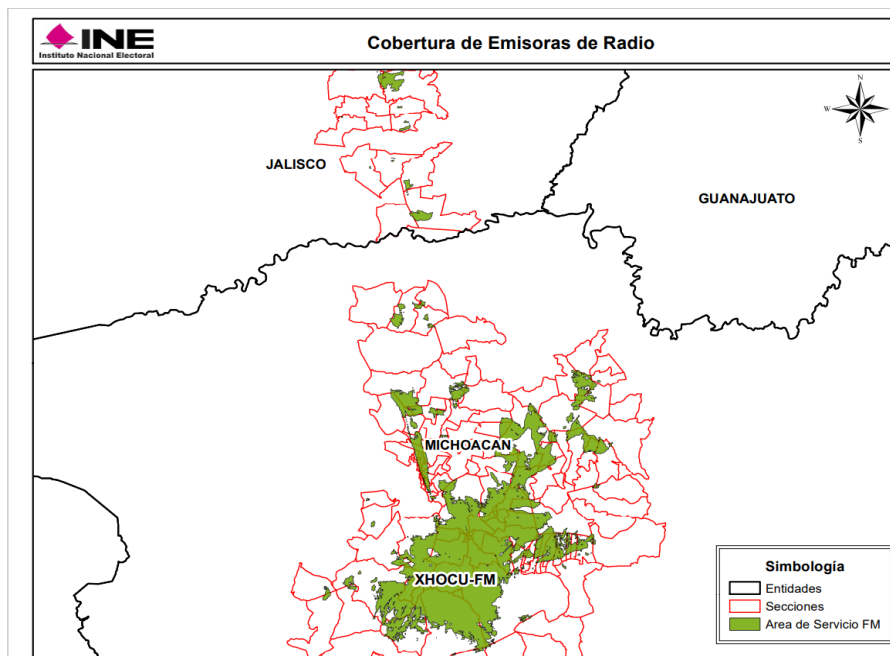 INE
Instituto Nacional Electoral
Cobertura de Emisoras de Radio
N
W
S
JALISCO
GUANAJUATO
MICHOACAN
XHOCU-FM
Simbología
Entidades
Secciones
Area de Servicio FM